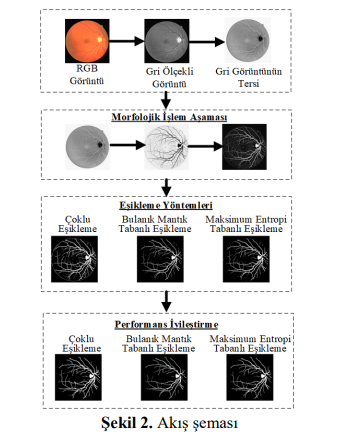 RGB Görüntü
Gri Ölçekli Görüntü
Gri Görüntünün Tersi
Morfolojik İşlem Aşaması
Eşikleme Yöntemleri
Çoklu Eşikleme
Bulanık Mantık Tabanlı Eşikleme
Maksimum Entropi Tabanlı Eşikleme
Performans İyileştirme
Çoklu Eşikleme
Bulanık Mantık Tabanlı Eşikleme
Maksimum Entropi Tabanlı Eşikleme
Şekil 2. Akış şeması